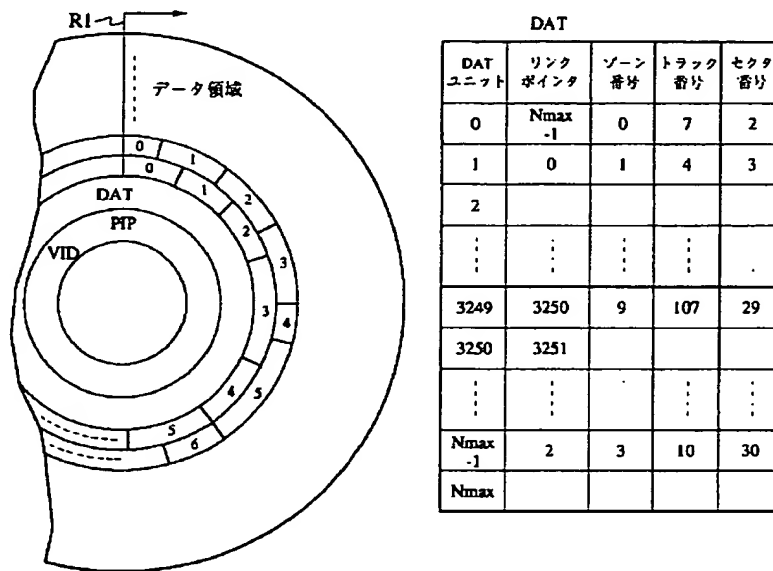 R1
データ領域
0
1
2
3
4
5
6
0
1
2
3
4
5
DAT
PIP
VID
DAT
DAT ユニット リンク ポインタ ゾーン 番号 トラック 番号 セクタ 番号
0 Nmax -1 0 7 2
1 0 1 4 3
2
3249 3250 9 107 29
3250 3251
Nmax -1 2 3 10 30
Nmax